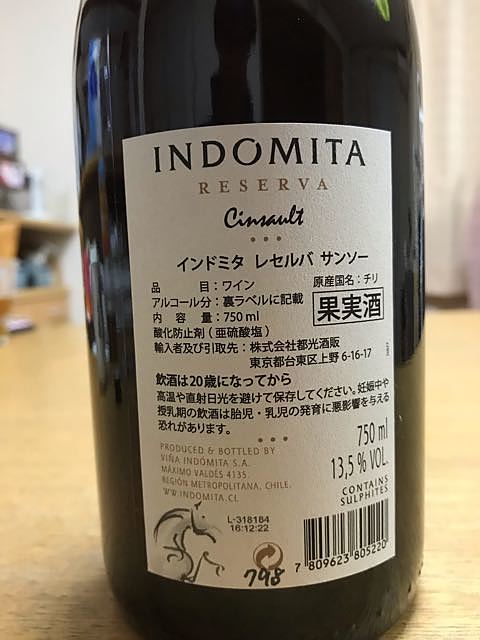 INDÓMITA
RESERVA
Cinsault
インドミタ レセルバ サンソー
品 目：ワイン 原産国名：チリ
アルコール分：裏ラベルに記載
内 容 量：750 ml 果実酒
酸化防止剤（亜硫酸塩）
輸入者及び引取先：株式会社都光酒販
東京都台東区上野 6-16-17
飲酒は20歳になってから
高温や直射日光を避けて保存してください。妊娠中や
授乳期の飲酒は胎児・乳児の発育に悪影響を与える
恐れがあります。
PRODUCED & BOTTLED BY
VIÑA INDÓMITA S.A.
MÁXIMO VALDÉS 4135.
REGIÓN METROPOLITANA, CHILE.
WWW.INDOMITA.CL
750 ml
13,5 % VOL.
CONTAINS
SULPHITES
L-318184
16:12:22
798
7 809623 805220